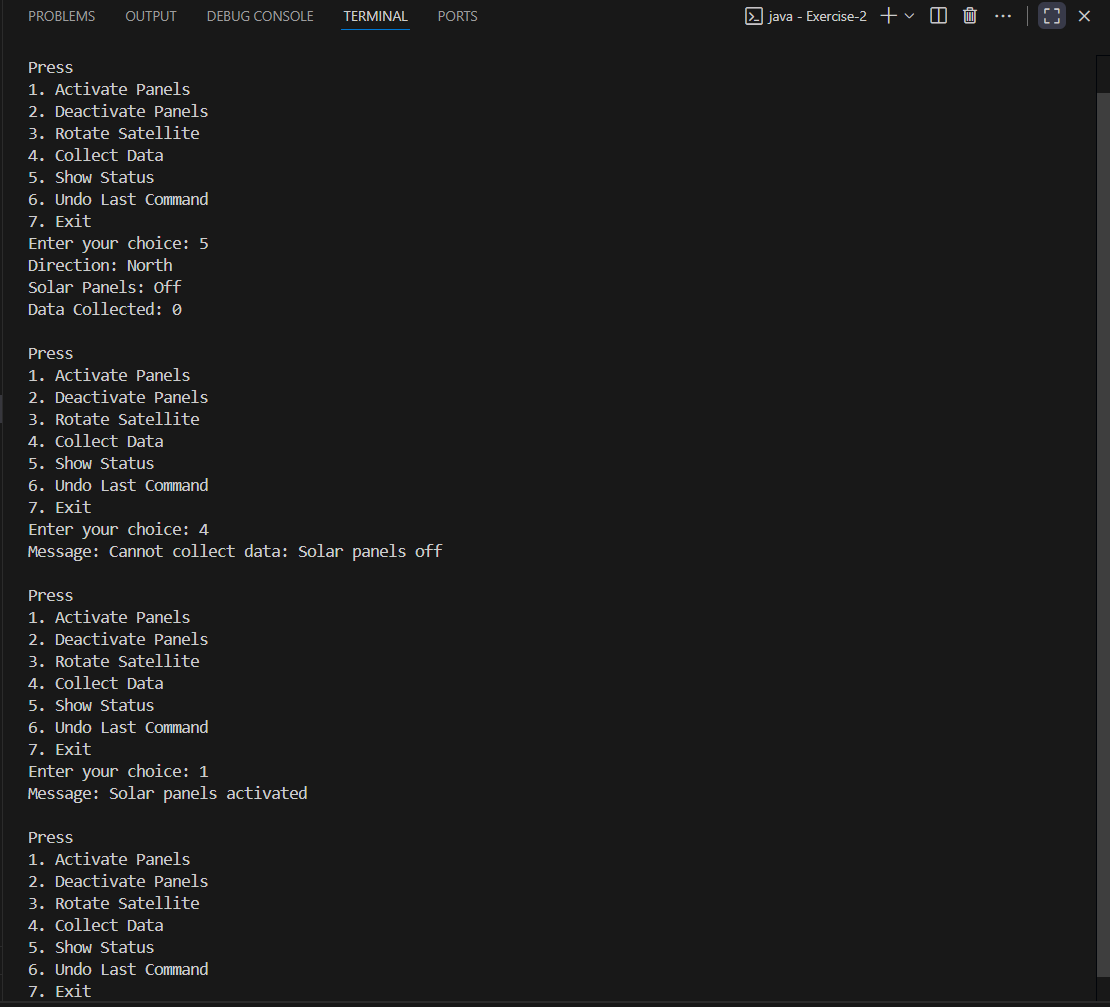 PROBLEMS OUTPUT DEBUG CONSOLE TERMINAL PORTS java - Exercise-2
Press
1. Activate Panels
2. Deactivate Panels
3. Rotate Satellite
4. Collect Data
5. Show Status
6. Undo Last Command
7. Exit
Enter your choice: 5
Direction: North
Solar Panels: Off
Data Collected: 0

Press
1. Activate Panels
2. Deactivate Panels
3. Rotate Satellite
4. Collect Data
5. Show Status
6. Undo Last Command
7. Exit
Enter your choice: 4
Message: Cannot collect data: Solar panels off

Press
1. Activate Panels
2. Deactivate Panels
3. Rotate Satellite
4. Collect Data
5. Show Status
6. Undo Last Command
7. Exit
Enter your choice: 1
Message: Solar panels activated

Press
1. Activate Panels
2. Deactivate Panels
3. Rotate Satellite
4. Collect Data
5. Show Status
6. Undo Last Command
7. Exit